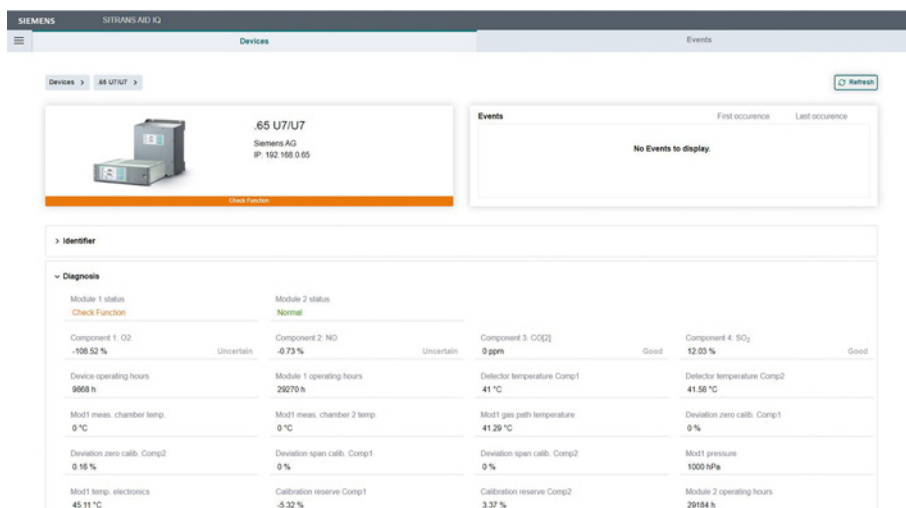 SIEMENS SITRANS AID IQ
Devices Events
Devices > .65 U7/U7 > Refresh
.65 U7/U7
Siemens AG
IP: 192.168.0.65
Check Function
Events First occurence Last occurence
No Events to display.
Identifier
Diagnosis
Module 1 status Module 2 status
Check Function Normal
Component 1: O2 Component 2: NO Component 3: CO[2] Component 4: SO₂
-108.52 % Uncertain -0.73 % Uncertain 0 ppm Good 12.03 % Good
Device operating hours Module 1 operating hours Detector temperature Comp1 Detector temperature Comp2
9868 h 29270 h 41 °C 41.58 °C
Mod1 meas. chamber temp. Mod1 meas. chamber 2 temp. Mod1 gas path temperature Deviation zero calib. Comp1
0 °C 0 °C 41.29 °C 0 %
Deviation zero calib. Comp2 Deviation span calib. Comp1 Deviation span calib. Comp2 Mod1 pressure
0.16 % 0 % 0 % 1000 hPa
Mod1 temp. electronics Calibration reserve Comp1 Calibration reserve Comp2 Module 2 operating hours
45.11 °C -5.32 % 3.37 % 29184 h